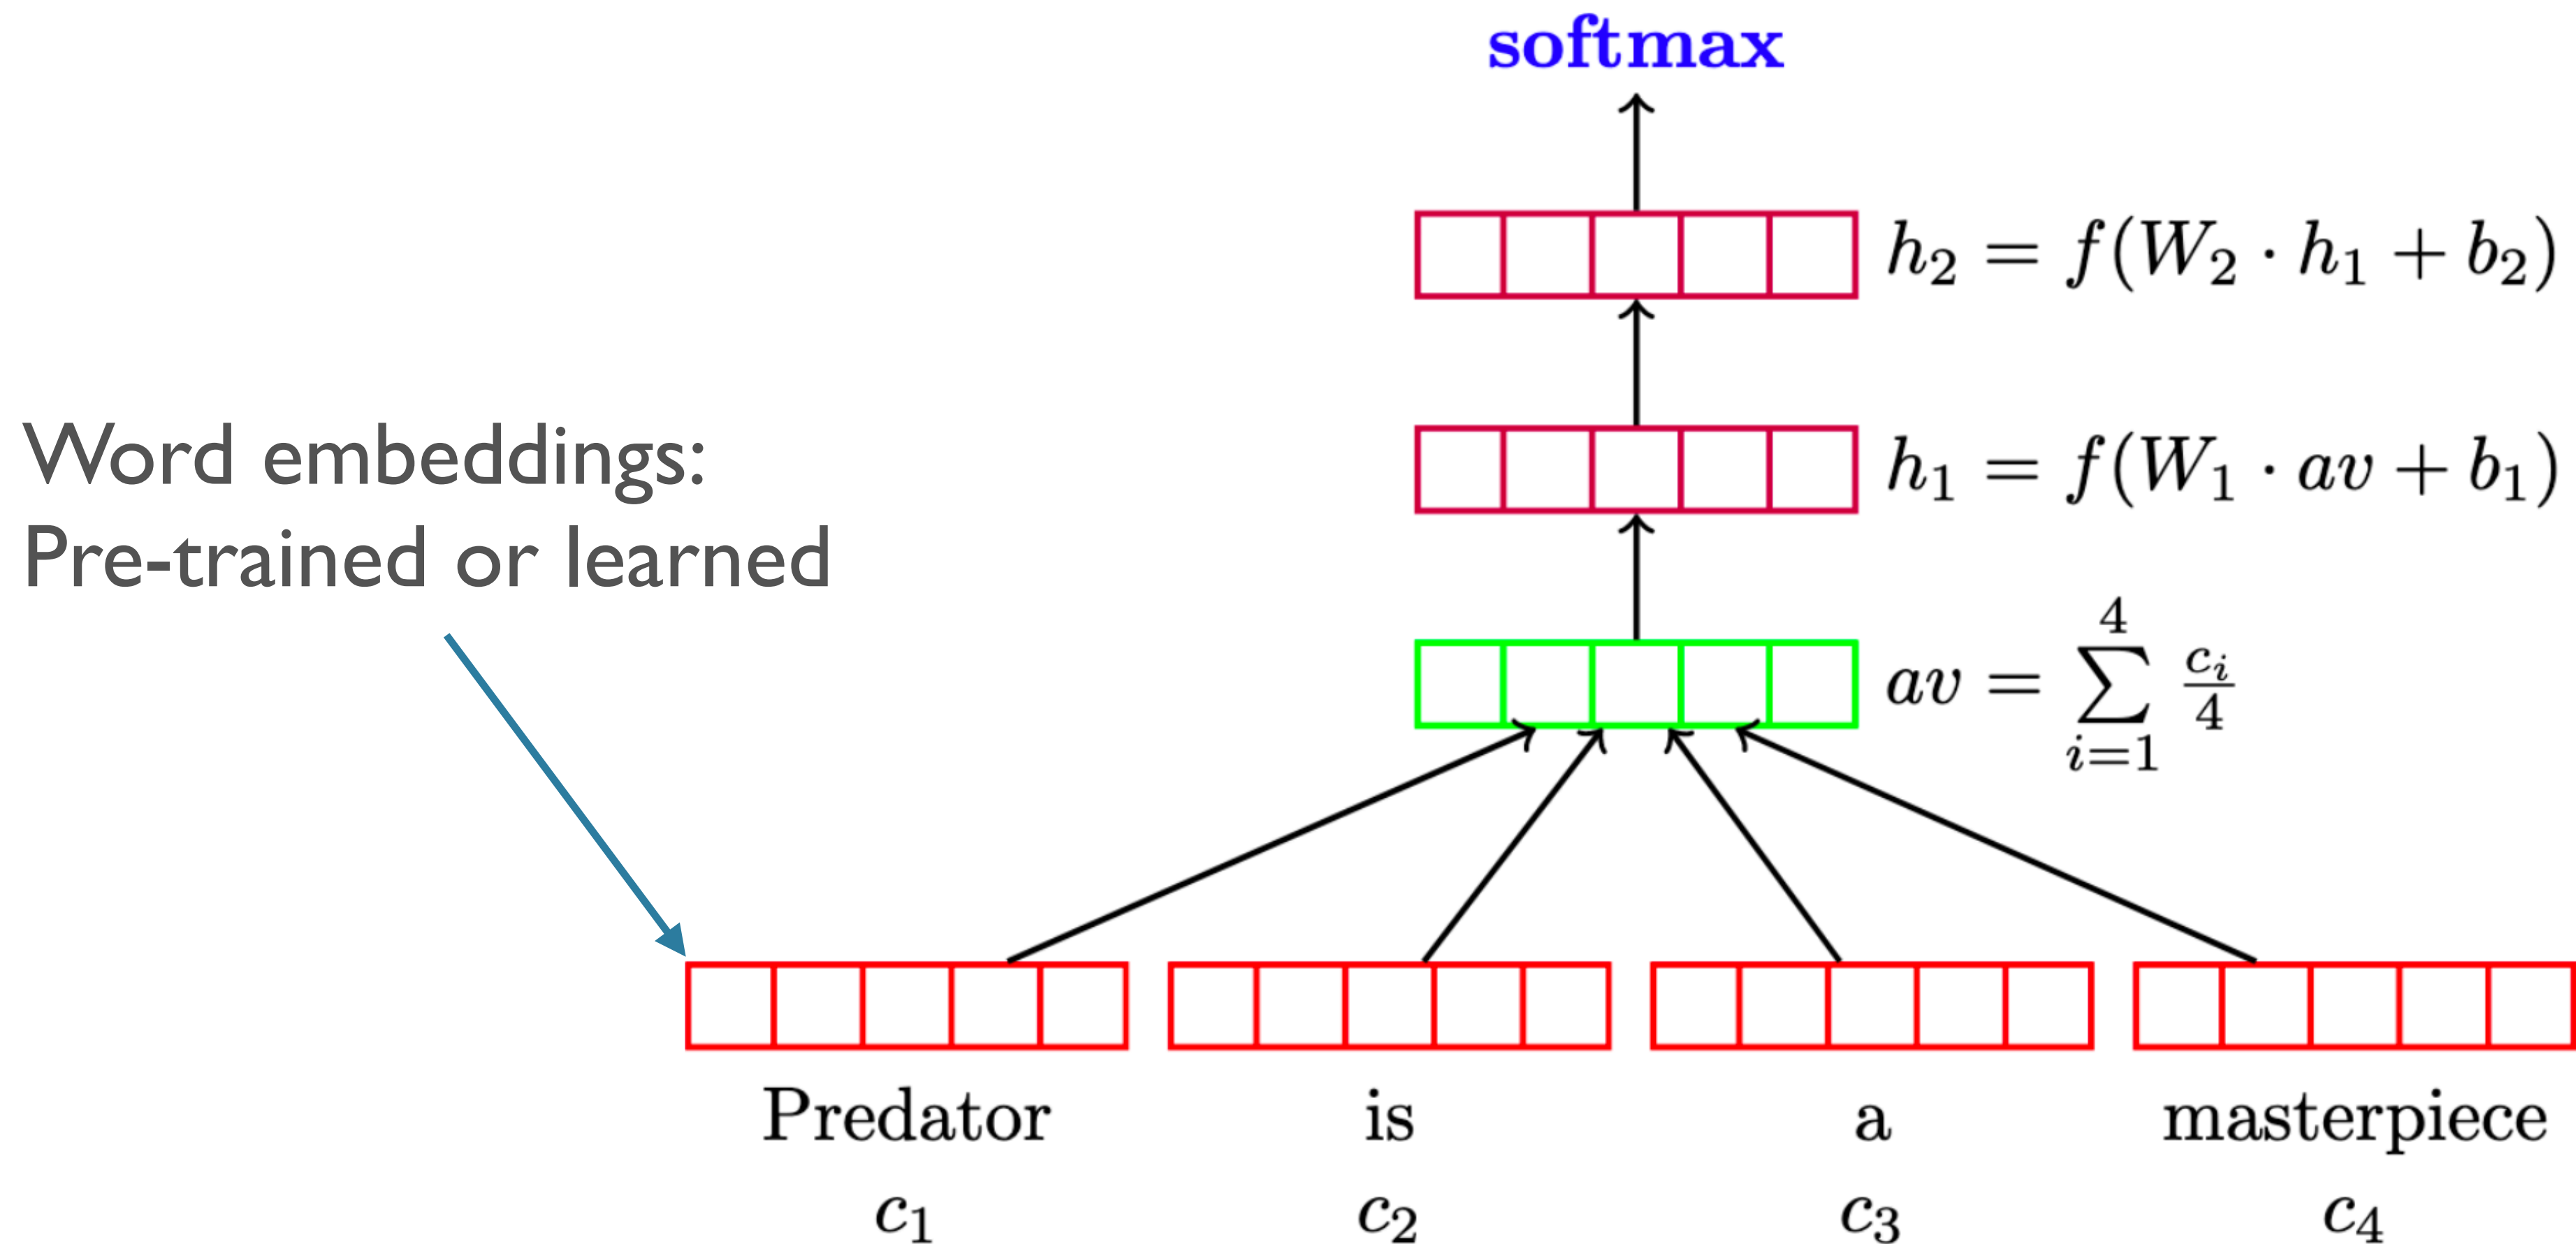 softmax
h₂ = f(W₂ · h₁ + b₂)
Word embeddings:
Pre-trained or learned
h₁ = f(W₁ · av + b₁)
av = ∑_{i=1}^{4} c_i/4
Predator is a masterpiece
c₁ c₂ c₃ c₄